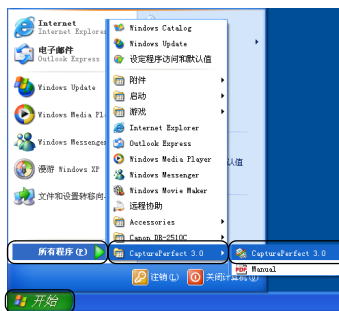 Internet
Internet Explorer
电子邮件
Outlook Express
Windows Update
Windows Media Pl
Windows Messenger
漫游 Windows XP
文件和设置转移向
所有程序(P)
Windows Catalog
Windows Update
设定程序访问和默认值
附件
启动
游戏
Internet Explorer
Outlook Express
Windows Media Player
Windows Messenger
Windows Movie Maker
远程协助
Accessories
Canon DR-2510C
CapturePerfect 3.0
认值
CapturePerfect 3.0
Manual
注销(L)
关闭计算机(U)
开始